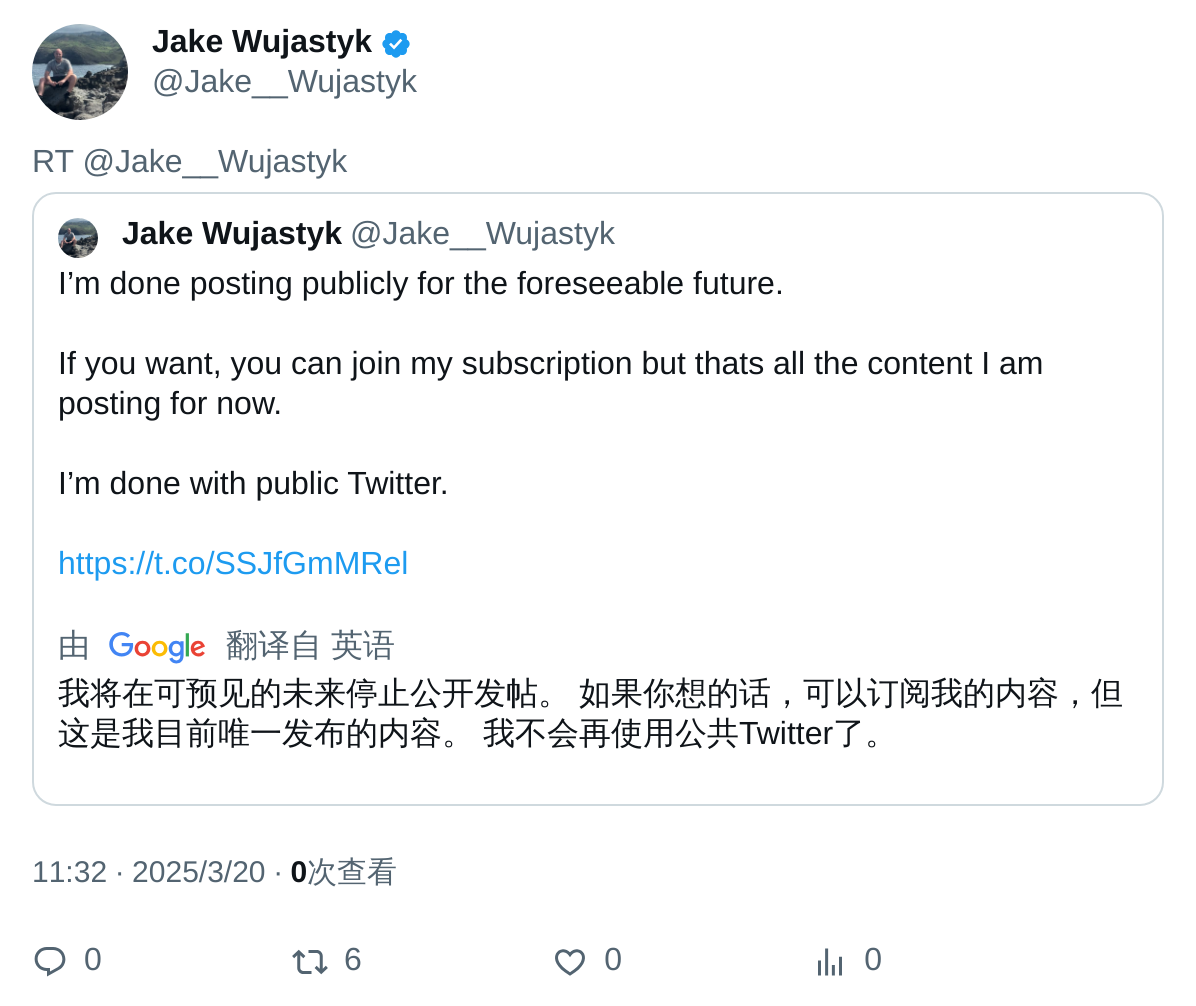 Jake Wujastyk
@Jake__Wujastyk
RT @Jake__Wujastyk
Jake Wujastyk @Jake__Wujastyk
I’m done posting publicly for the foreseeable future.
If you want, you can join my subscription but thats all the content I am
posting for now.
I’m done with public Twitter.
https://t.co/SSJfGmMRel
由 Google 翻译自 英语
我将在可预见的未来停止公开发帖。 如果你想的话，可以订阅我的内容，但
这是我目前唯一发布的内容。 我不会再使用公共Twitter了。
11:32 · 2025/3/20 · 0次查看
0 6 0 0